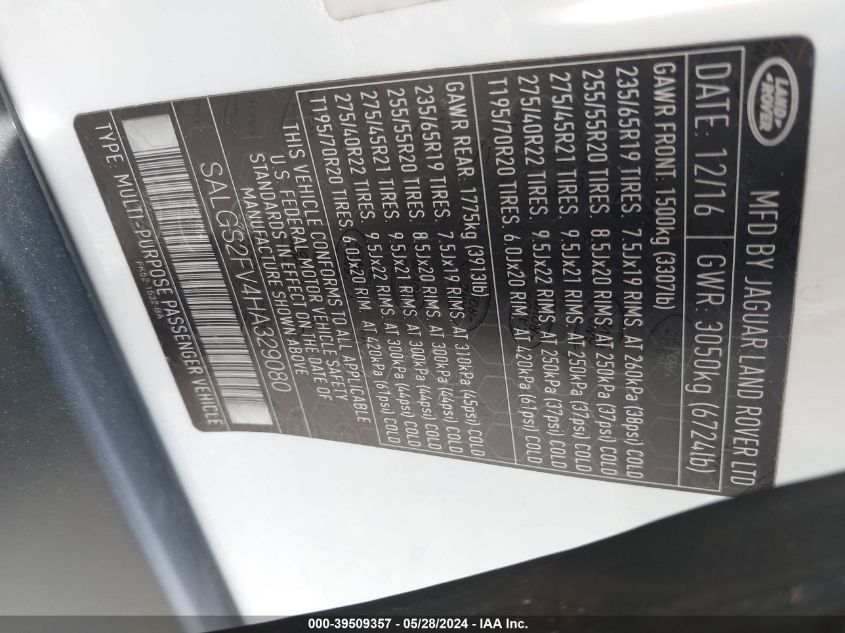 LAND
ROVER
MFD BY JAGUAR LAND ROVER LTD
DATE: 12/16 GWR: 3050kg (6724lb)
GAWR FRONT: 1500kg (3307lb)
235/65R19 TIRES. 7.5Jx19 RIMS. AT 260kPa (38psi) COLD
255/55R20 TIRES. 8.5Jx20 RIMS AT 250kPa (37psi) COLD
275/45R21 TIRES. 9.5Jx21 RIMS. AT 250kPa (37psi) COLD
275/40R22 TIRES. 9.5Jx22 RIMS. AT 250kPa (37psi) COLD
T195/70R20 TIRES. 6.0Jx20 RIM. AT 420kPa (61psi) COLD
GAWR REAR: 1775kg (3913lb)
235/65R19 TIRES. 7.5Jx19 RIMS. AT 310kPa (45psi) COLD
255/55R20 TIRES. 8.5Jx20 RIMS. AT 300kPa (44psi) COLD
275/45R21 TIRES. 9.5Jx21 RIMS. AT 300kPa (44psi) COLD
275/40R22 TIRES. 9.5Jx22 RIMS. AT 300kPa (44psi) COLD
T195/70R20 TIRES. 6.0Jx20 RIM. AT 420kPa (61psi) COLD
THIS VEHICLE CONFORMS TO ALL APPLICABLE
U.S. FEDERAL MOTOR VEHICLE SAFETY
STANDARDS IN EFFECT ON THE DATE OF
MANUFACTURE SHOWN ABOVE
SALGS2FV4HA329080
TYPE: MULTI-PURPOSE PASSENGER VEHICLE
000-39509357 - 05/28/2024 - IAA Inc.